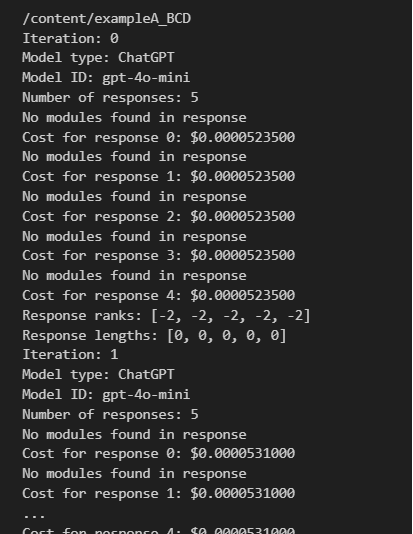 /content/exampleA_BCD
Iteration: 0
Model type: ChatGPT
Model ID: gpt-4o-mini
Number of responses: 5
No modules found in response
Cost for response 0: $0.0000523500
No modules found in response
Cost for response 1: $0.0000523500
No modules found in response
Cost for response 2: $0.0000523500
No modules found in response
Cost for response 3: $0.0000523500
No modules found in response
Cost for response 4: $0.0000523500
Response ranks: [-2, -2, -2, -2, -2]
Response lengths: [0, 0, 0, 0, 0]
Iteration: 1
Model type: ChatGPT
Model ID: gpt-4o-mini
Number of responses: 5
No modules found in response
Cost for response 0: $0.0000531000
No modules found in response
Cost for response 1: $0.0000531000
...
Cost for response 4: $0.0000531000